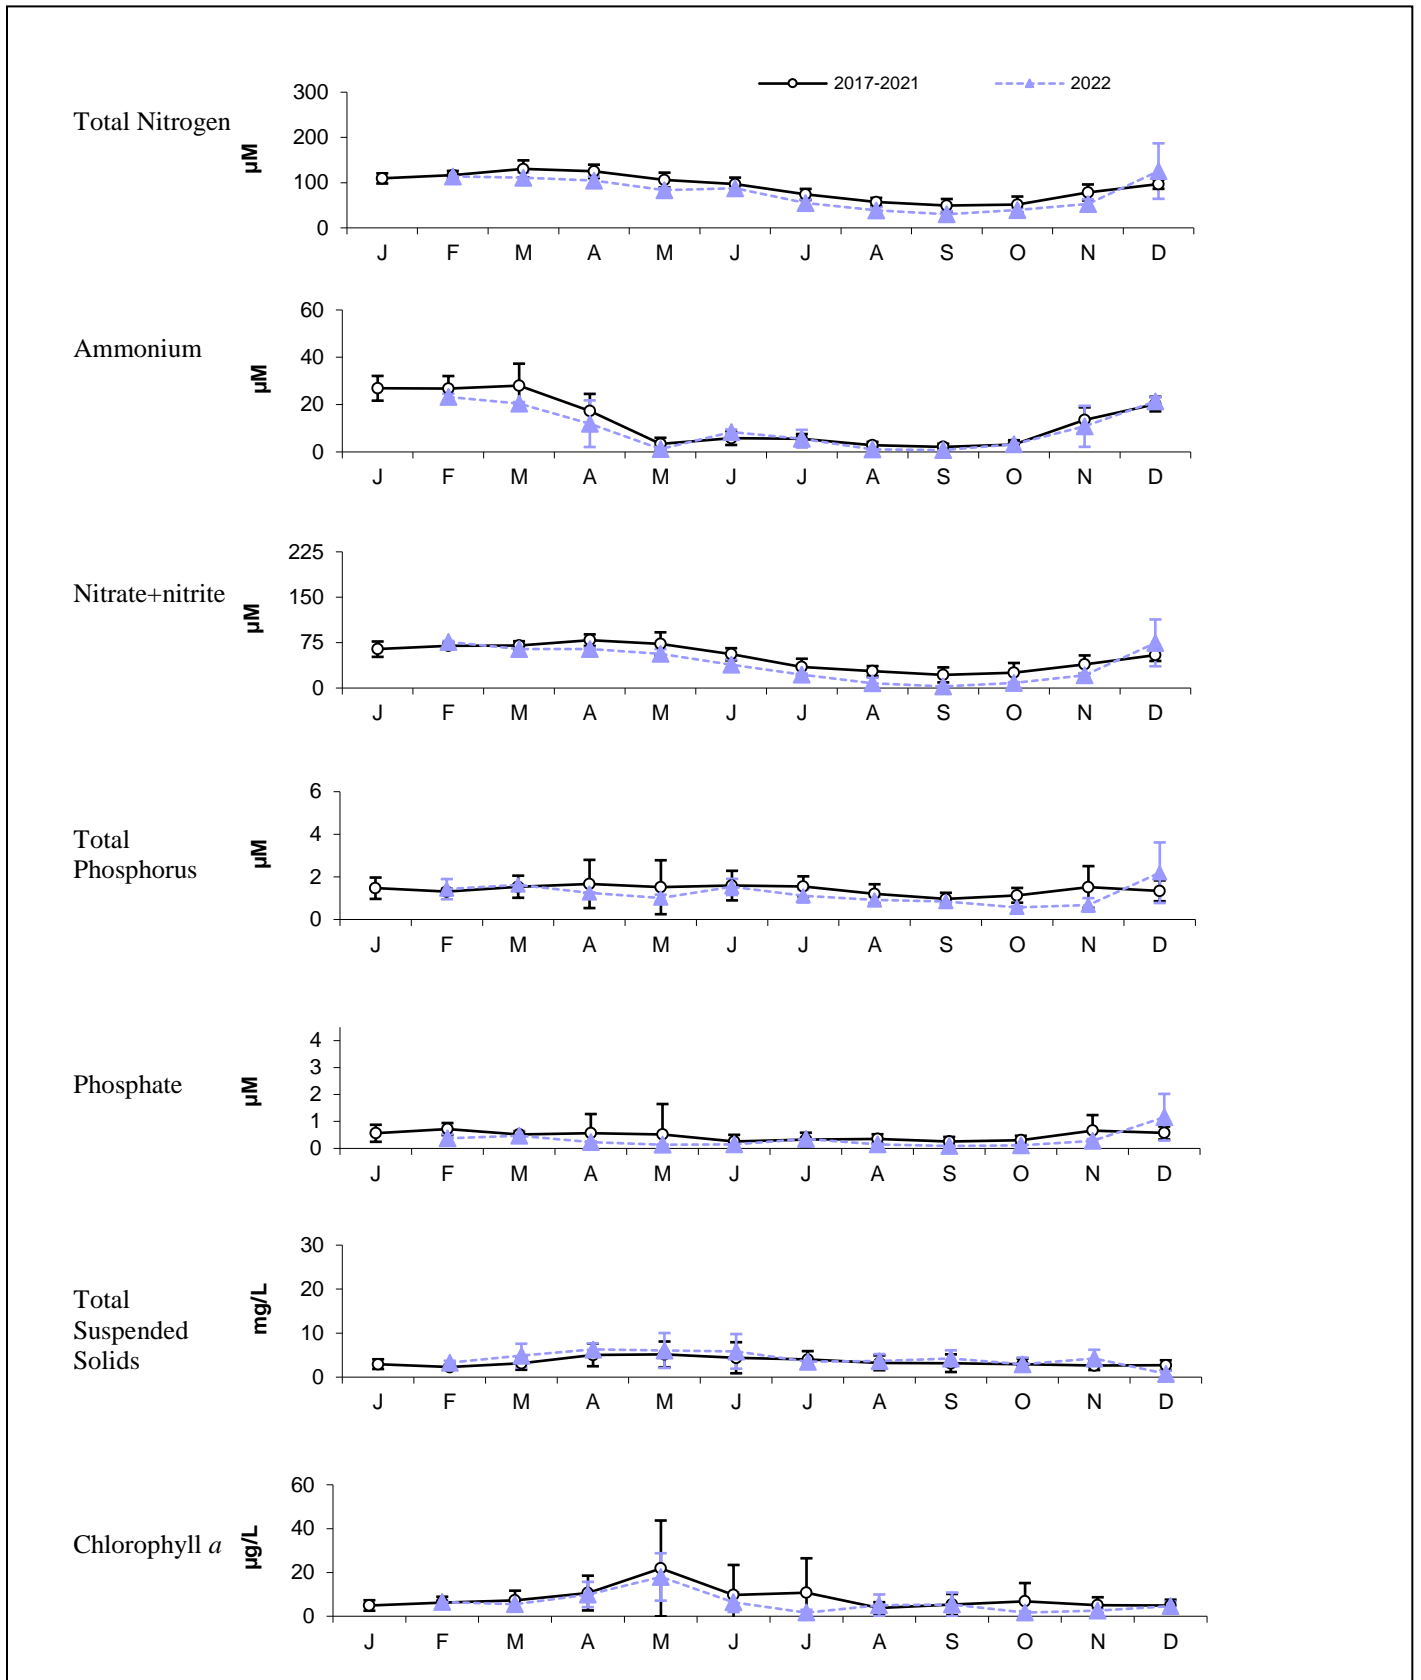 2017-2021 2022
Total Nitrogen
µM
300
200
100
0
J F M A M J J A S O N D
Ammonium
µM
60
40
20
0
J F M A M J J A S O N D
Nitrate+nitrite
µM
225
150
75
0
J F M A M J J A S O N D
Total
Phosphorus
µM
6
4
2
0
J F M A M J J A S O N D
Phosphate
µM
4
3
2
1
0
J F M A M J J A S O N D
Total
Suspended
Solids
mg/L
30
20
10
0
J F M A M J J A S O N D
Chlorophyll a
µg/L
60
40
20
0
J F M A M J J A S O N D